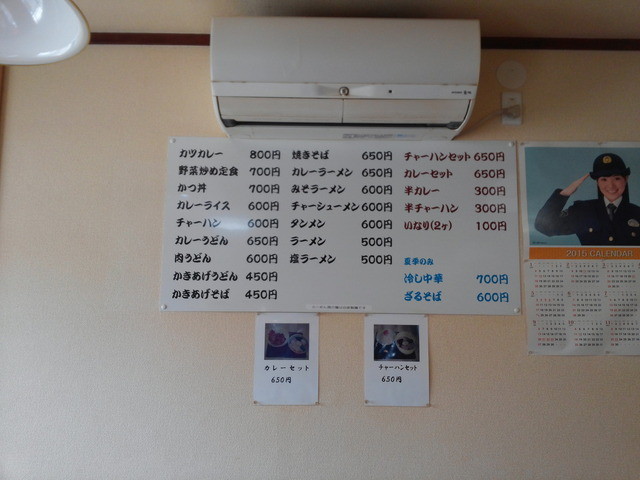 カツカレー 800円
野菜炒め定食 700円
かつ丼 700円
カレーライス 600円
チャーハン 600円
カレーうどん 650円
肉うどん 600円
かきあげうどん 450円
かきあげそば 450円
焼きそば 650円
カレーラーメン 650円
みそラーメン 600円
チャーシューメン 600円
タンメン 600円
ラーメン 500円
塩ラーメン 500円
チャーハンセット 650円
カレーセット 650円
半カレー 300円
半チャーハン 300円
いなり(2ヶ) 100円
夏季のみ
冷し中華 700円
ざるそば 600円
カレーセット
650円
チャーハンセット
650円
2015 CALENDAR